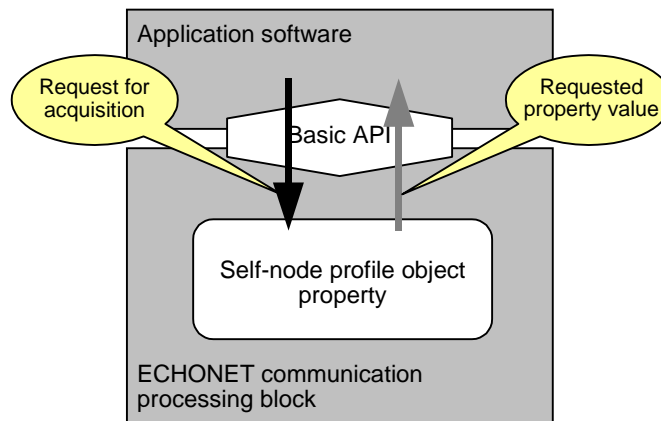 Application software
Request for
acquisition
Requested
property value
Basic API
Self-node profile object
property
ECHONET communication
processing block